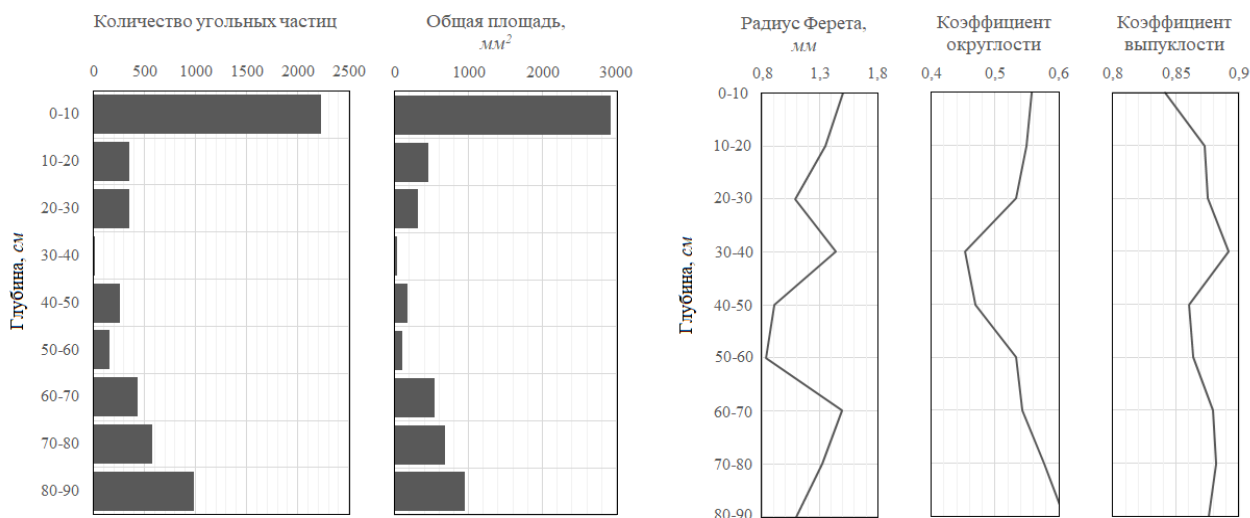 Количество угольных частиц
0 500 1000 1500 2000 2500
Глубина, см
0-10
10-20
20-30
30-40
40-50
50-60
60-70
70-80
80-90
Общая площадь,
мм²
0 1000 2000 3000
Радиус Ферета,
мм
0,8 1,3 1,8
Глубина, см
0-10
10-20
20-30
30-40
40-50
50-60
60-70
70-80
80-90
Коэффициент
округлости
0,4 0,5 0,6
Коэффициент
выпуклости
0,8 0,85 0,9